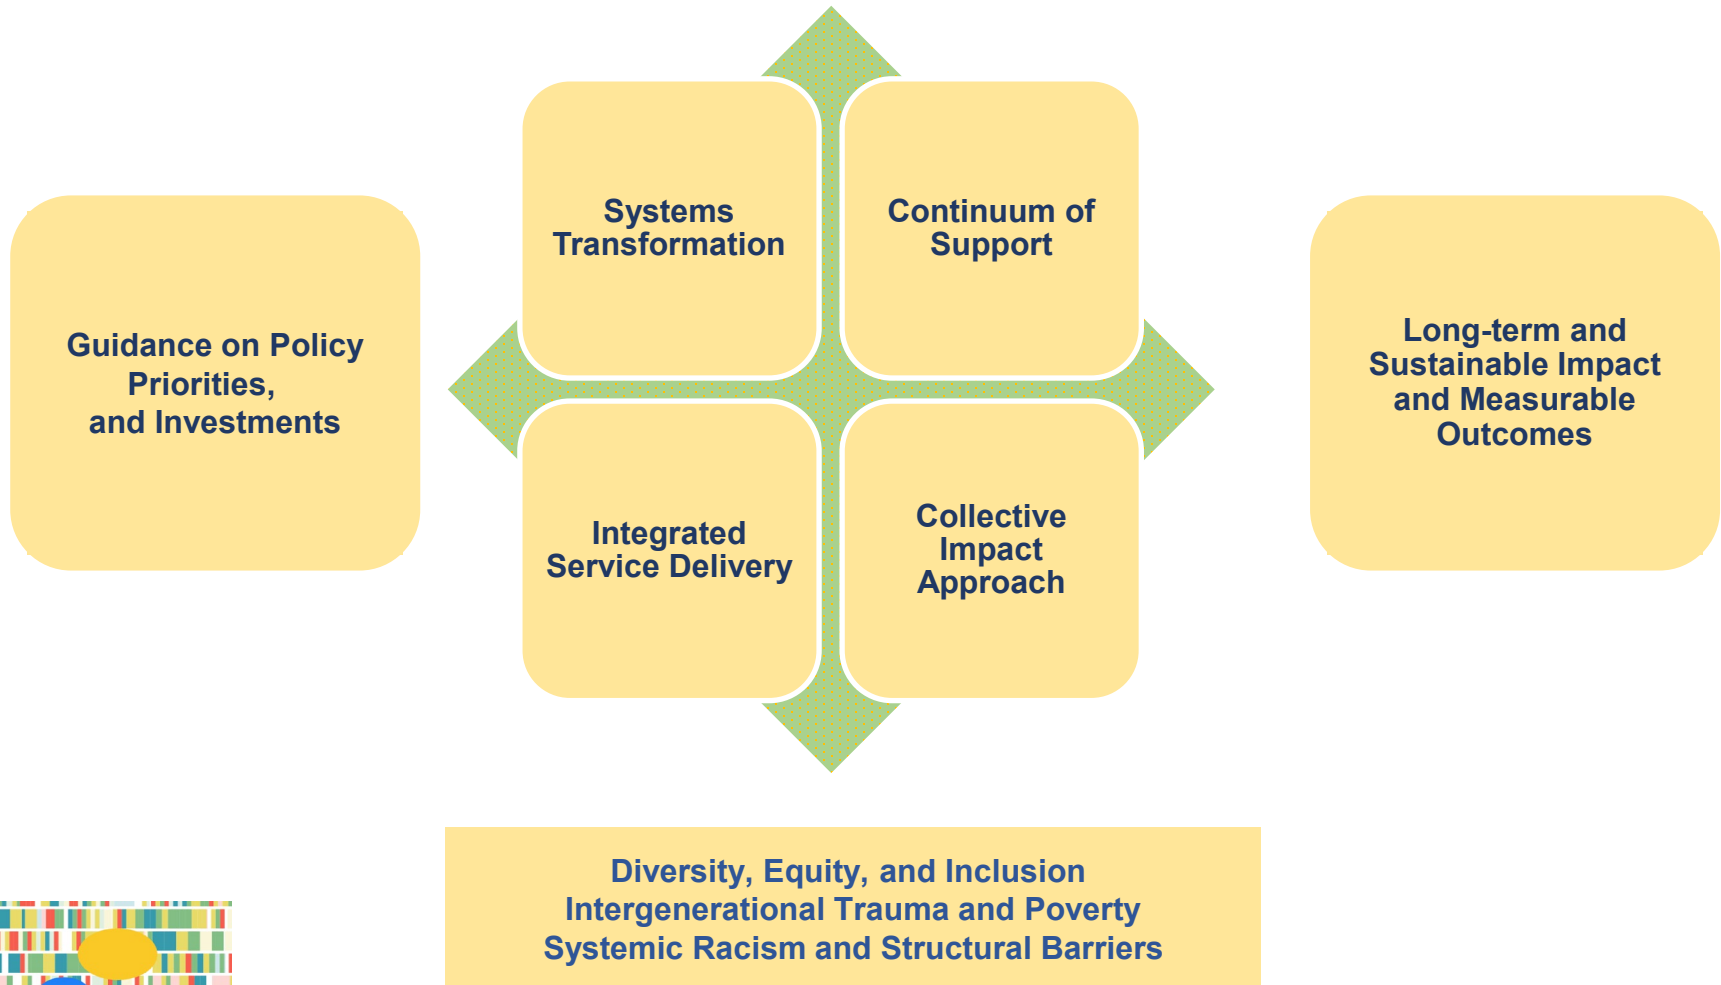 Guidance on Policy
Priorities,
and Investments
Systems
Transformation
Continuum of
Support
Integrated
Service Delivery
Collective
Impact
Approach
Long-term and
Sustainable Impact
and Measurable
Outcomes
Diversity, Equity, and Inclusion
Intergenerational Trauma and Poverty
Systemic Racism and Structural Barriers